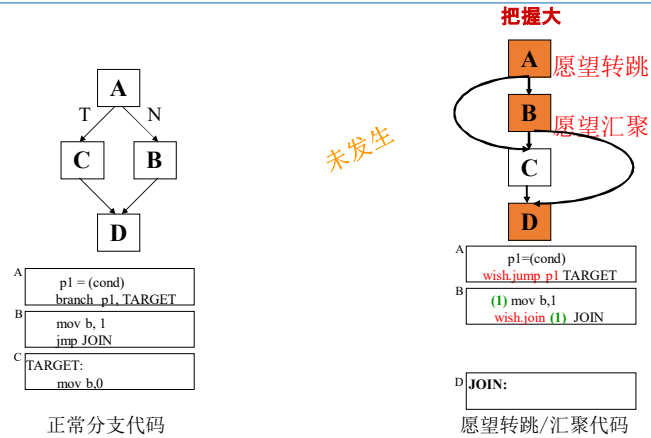 把握大
A
T
N
C
B
D
A
p1 = (cond)
branch p1, TARGET
B
mov b, 1
jmp JOIN
C
TARGET:
mov b,0
正常分支代码
未发生
A
愿望转跳
B
愿望汇聚
C
D
A
p1=(cond)
wish.jump p1 TARGET
B
(1) mov b,1
wish.join (1) JOIN
D
JOIN:
愿望转跳/汇聚代码